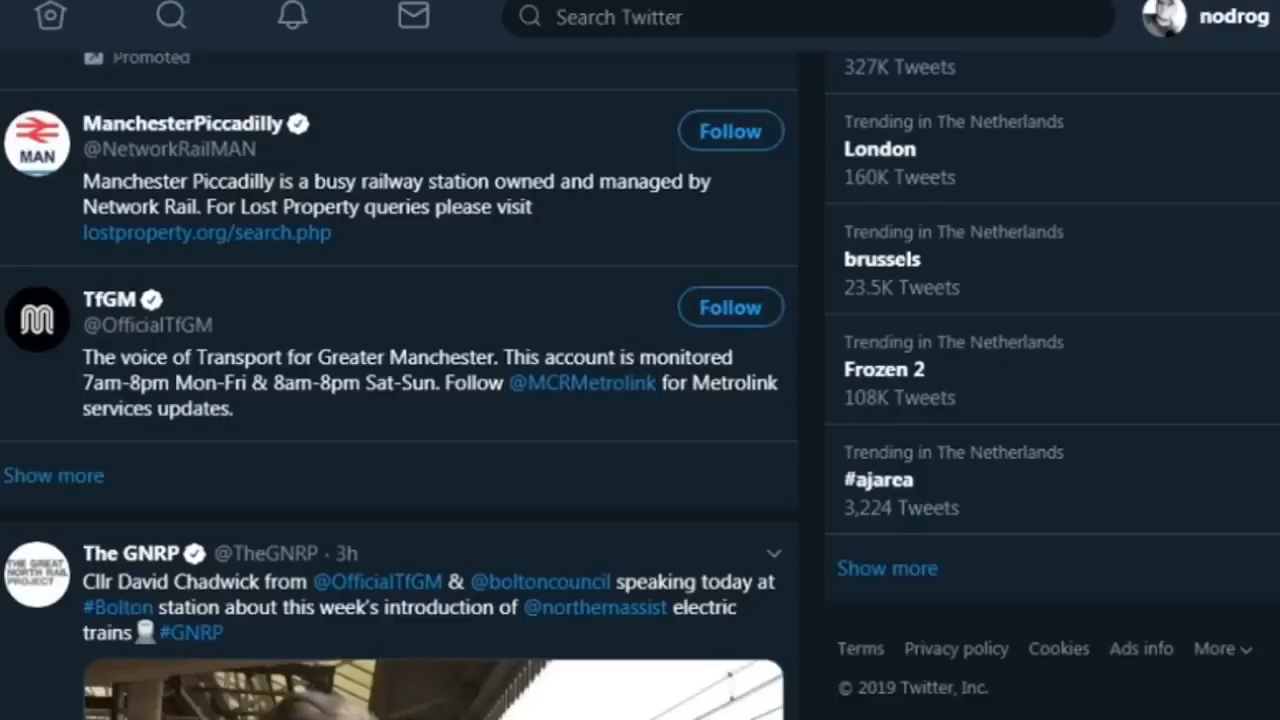 Search Twitter
nodrog
Promoted
ManchesterPiccadilly
@NetworkRailMAN
Follow
MAN
Manchester Piccadilly is a busy railway station owned and managed by
Network Rail. For Lost Property queries please visit
lostproperty.org/search.php
TfGM
@OfficialTfGM
Follow
The voice of Transport for Greater Manchester. This account is monitored
7am-8pm Mon-Fri & 8am-8pm Sat-Sun. Follow @MCRMetrolink for Metrolink
services updates.
Show more
The GNRP @TheGNRP · 3h
THE GREAT
NORTH RAIL
PROJECT
Cllr David Chadwick from @OfficialTfGM & @boltoncouncil speaking today at
#Bolton station about this week's introduction of @northernassist electric
trains #GNRP
327K Tweets
Trending in The Netherlands
London
160K Tweets
Trending in The Netherlands
brussels
23.5K Tweets
Trending in The Netherlands
Frozen 2
108K Tweets
Trending in The Netherlands
#ajarea
3,224 Tweets
Show more
Terms Privacy policy Cookies Ads info More
© 2019 Twitter, Inc.